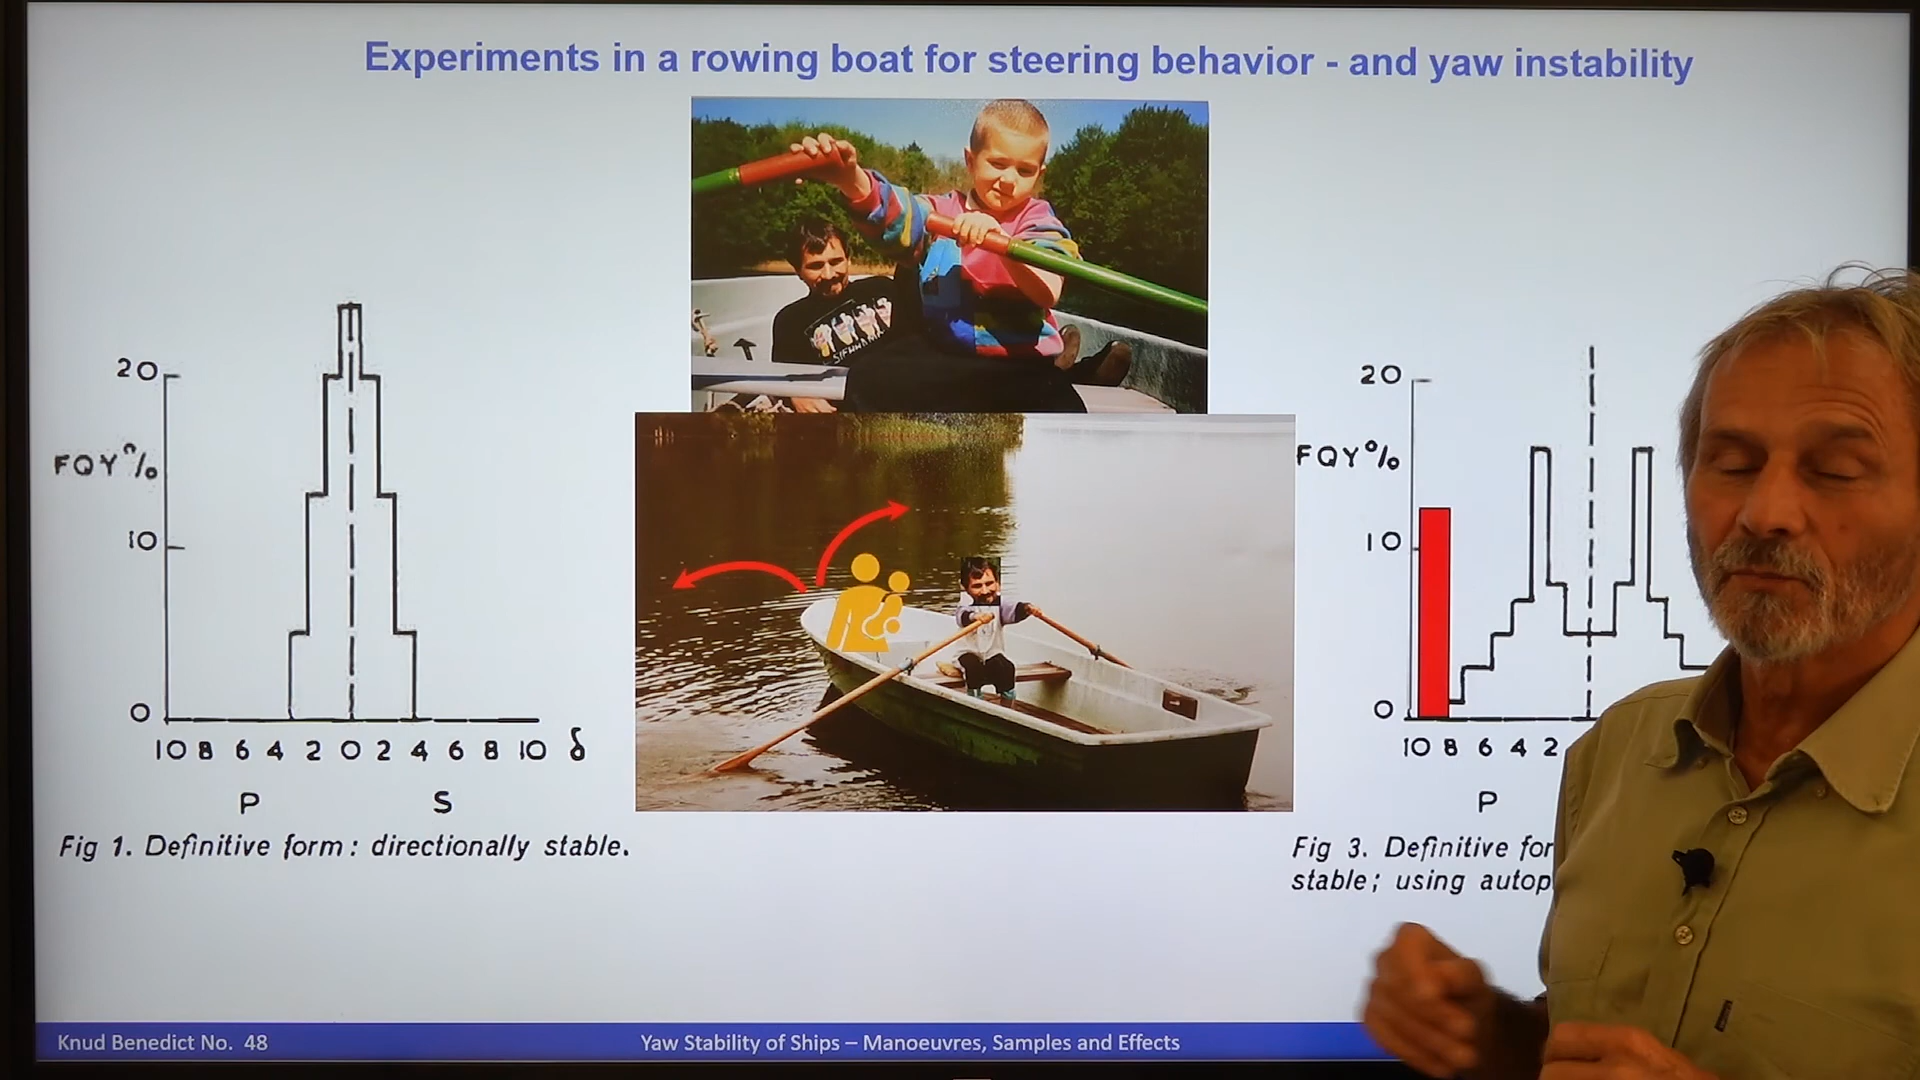 Experiments in a rowing boat for steering behavior - and yaw instability
20
FQY%
10
0
10 8 6 4 2 0 2 4 6 8 10 δ
P S
Fig 1. Definitive form: directionally stable.
20
FQY%
10
0
10 8 6 4 2
P
Fig 3. Definitive for
stable; using autop
Knud Benedict No. 48
Yaw Stability of Ships – Manoeuvres, Samples and Effects